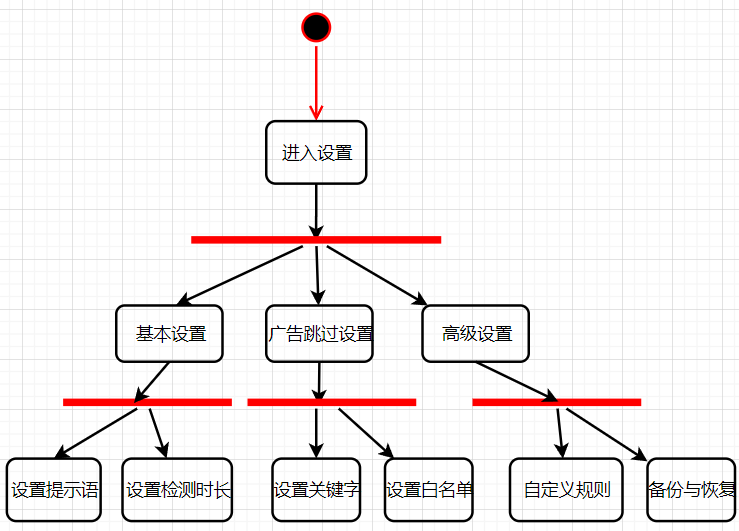 进入设置
基本设置
广告跳过设置
高级设置
设置提示语
设置检测时长
设置关键字
设置白名单
自定义规则
备份与恢复